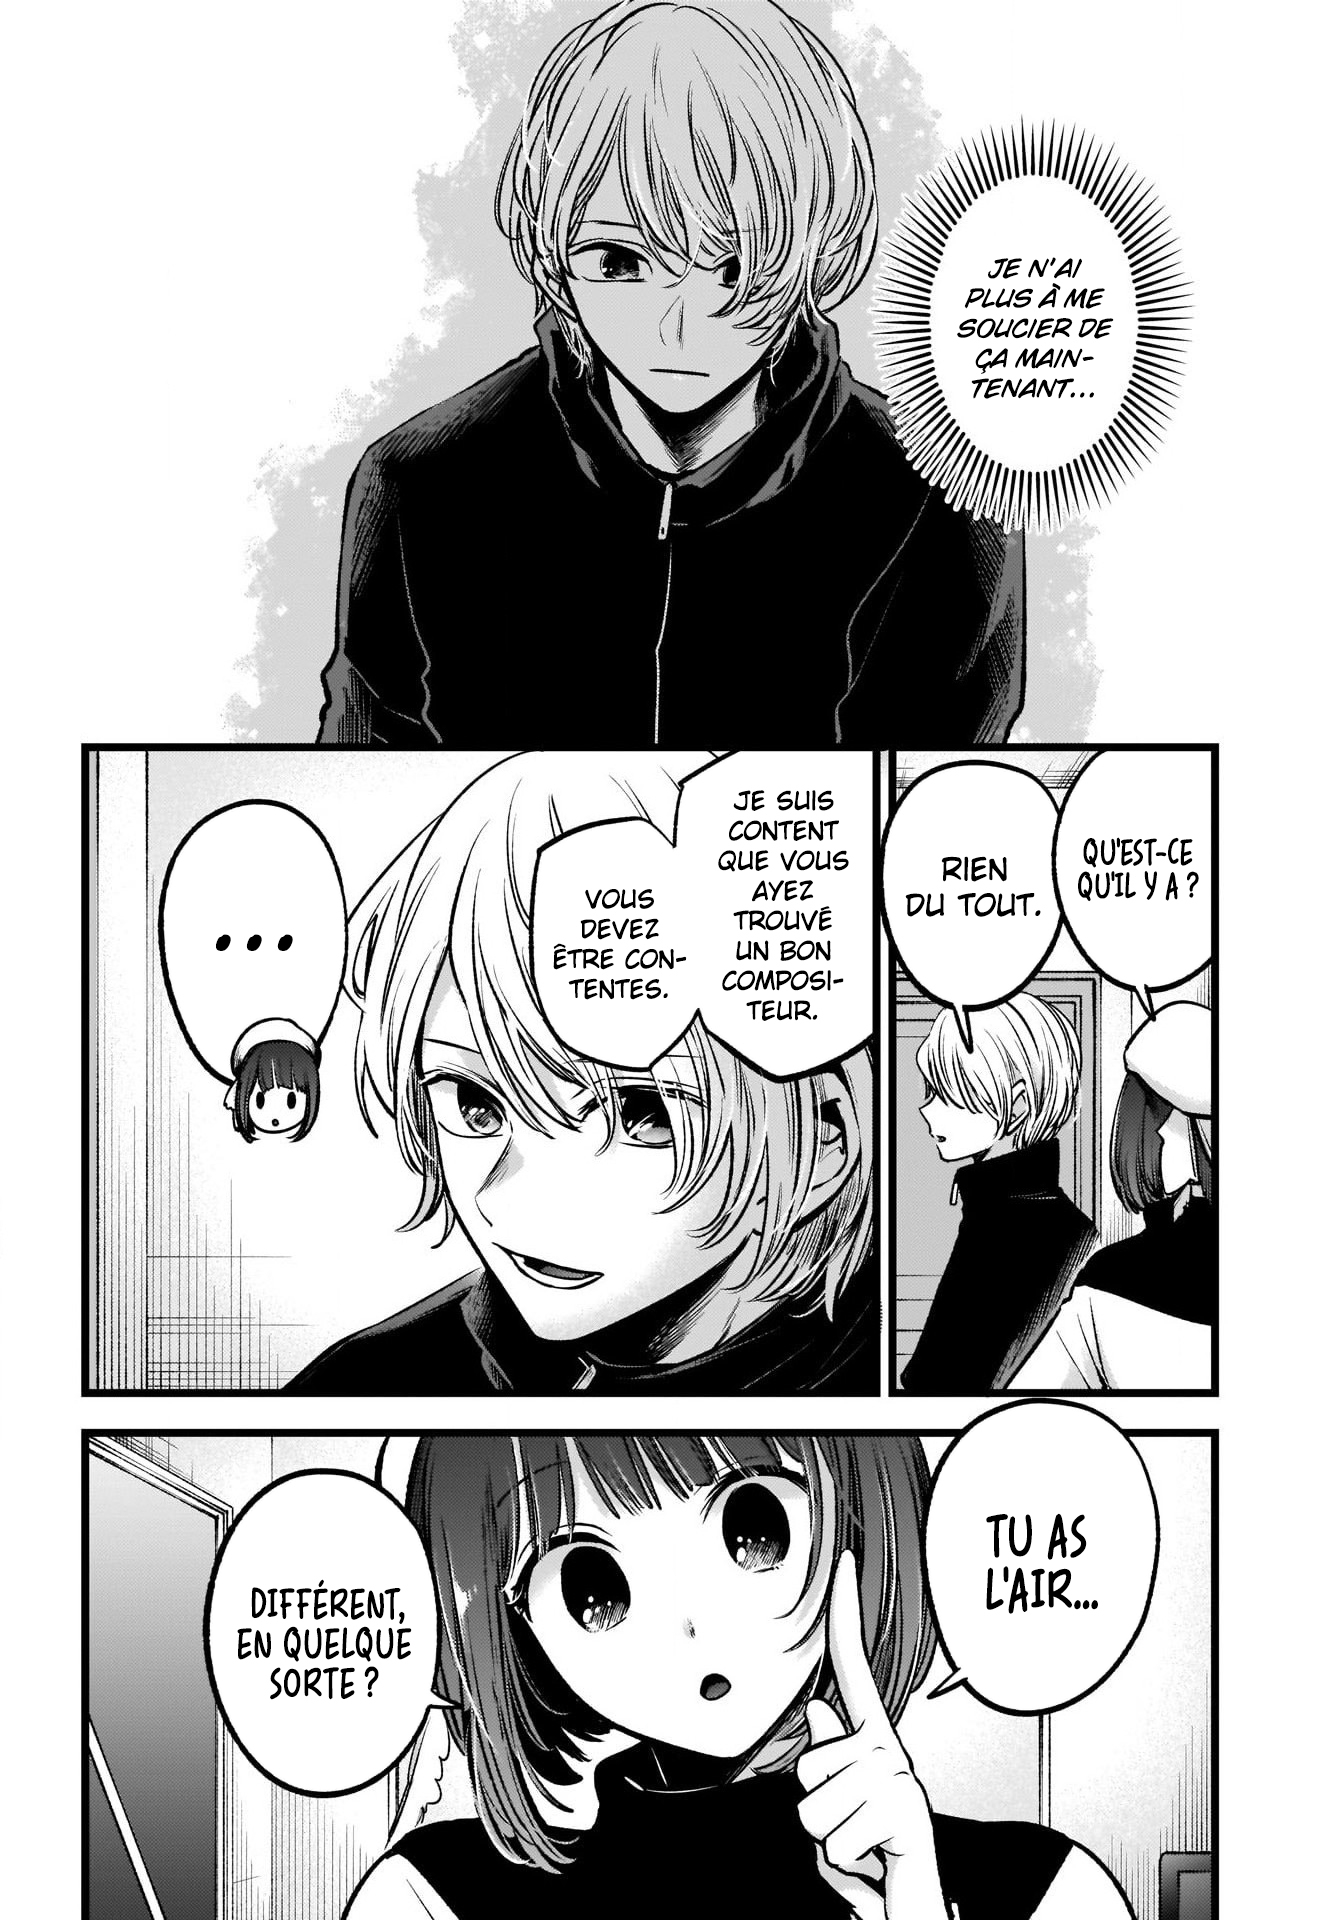 JE N'AI
PLUS À ME
SOUCIER DE
ÇA MAIN-
TENANT...
QU'EST-CE
QU'IL Y A ?
RIEN
DU TOUT.
JE SUIS
CONTENT
QUE VOUS
AYEZ
TROUVÉ
UN BON
COMPOSI-
TEUR.
VOUS
DEVEZ
ÊTRE CON-
TENTES.
...
TU AS
L'AIR...
DIFFÉRENT,
EN QUELQUE
SORTE ?